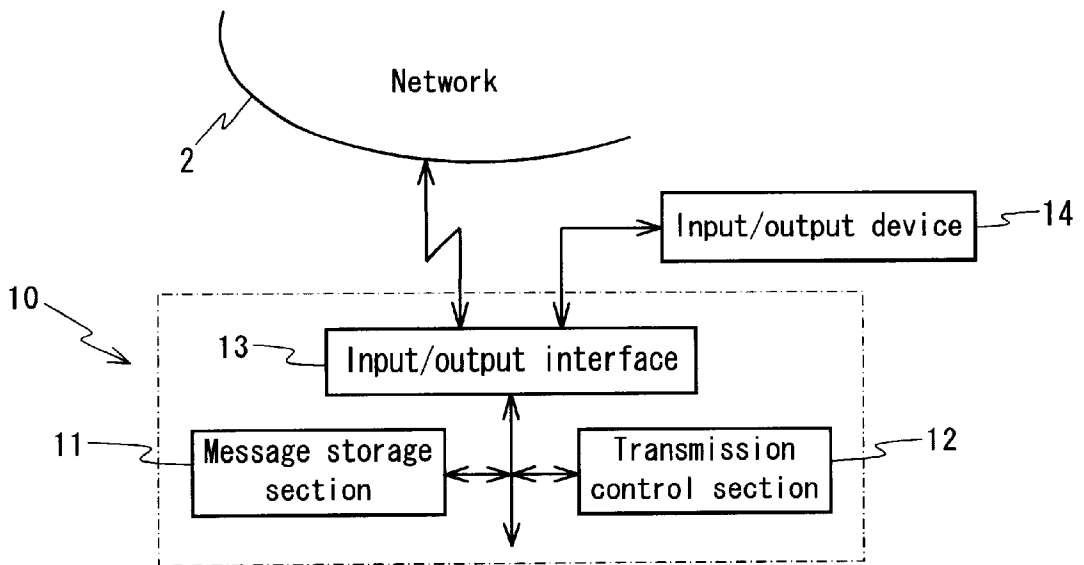 Network
2
Input/output device
14
10
13
Input/output interface
11
Message storage
section
Transmission
control section
12